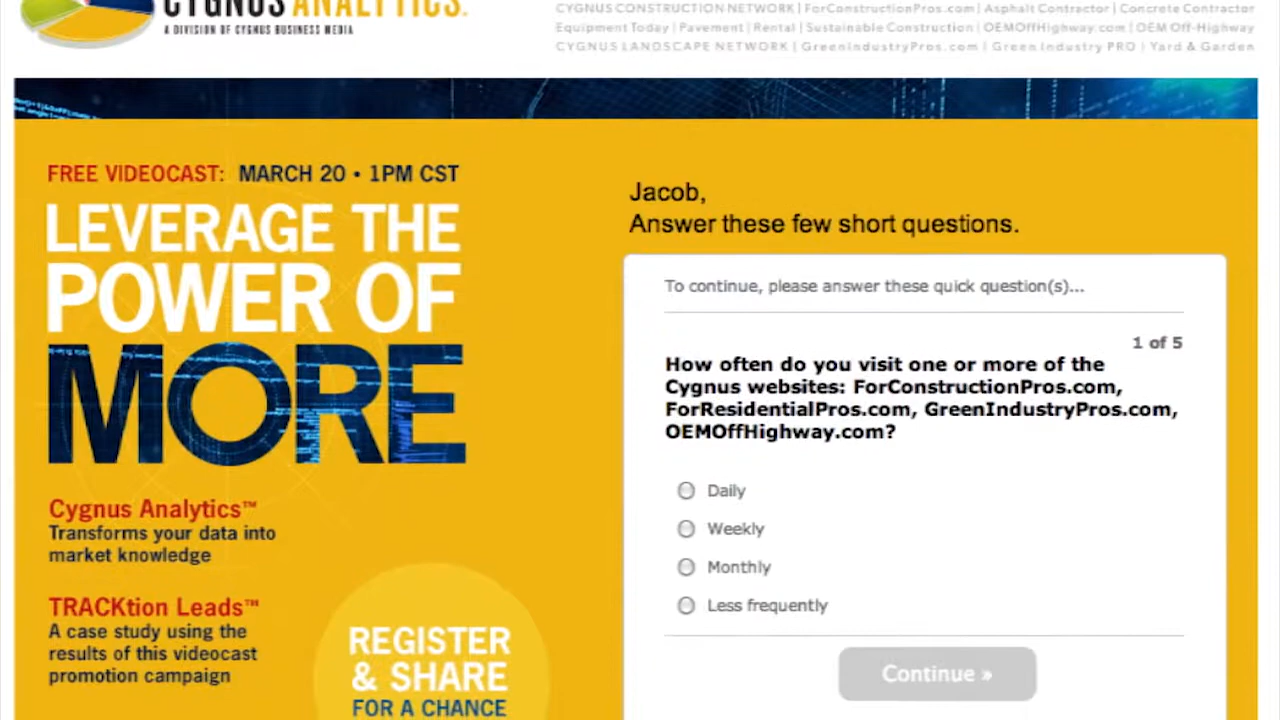 CYGNUS ANALYTICS.
A DIVISION OF CYGNUS BUSINESS MEDIA
CYGNUS CONSTRUCTION NETWORK | ForConstructionPros.com | Asphalt Contractor | Concrete Contractor
Equipment Today | Pavement | Rental | Sustainable Construction | OEMOffHighway.com | OEM Off-Highway
CYGNUS LANDSCAPE NETWORK | GreenIndustryPros.com | Green Industry PRO | Yard & Garden
FREE VIDEOCAST: MARCH 20 • 1PM CST
LEVERAGE THE
POWER OF
MORE
Cygnus Analytics™
Transforms your data into
market knowledge
TRACKtion Leads™
A case study using the
results of this videocast
promotion campaign
REGISTER
& SHARE
FOR A CHANCE
Jacob,
Answer these few short questions.
To continue, please answer these quick question(s)...
1 of 5
How often do you visit one or more of the
Cygnus websites: ForConstructionPros.com,
ForResidentialPros.com, GreenIndustryPros.com,
OEMOffHighway.com?
Daily
Weekly
Monthly
Less frequently
Continue »